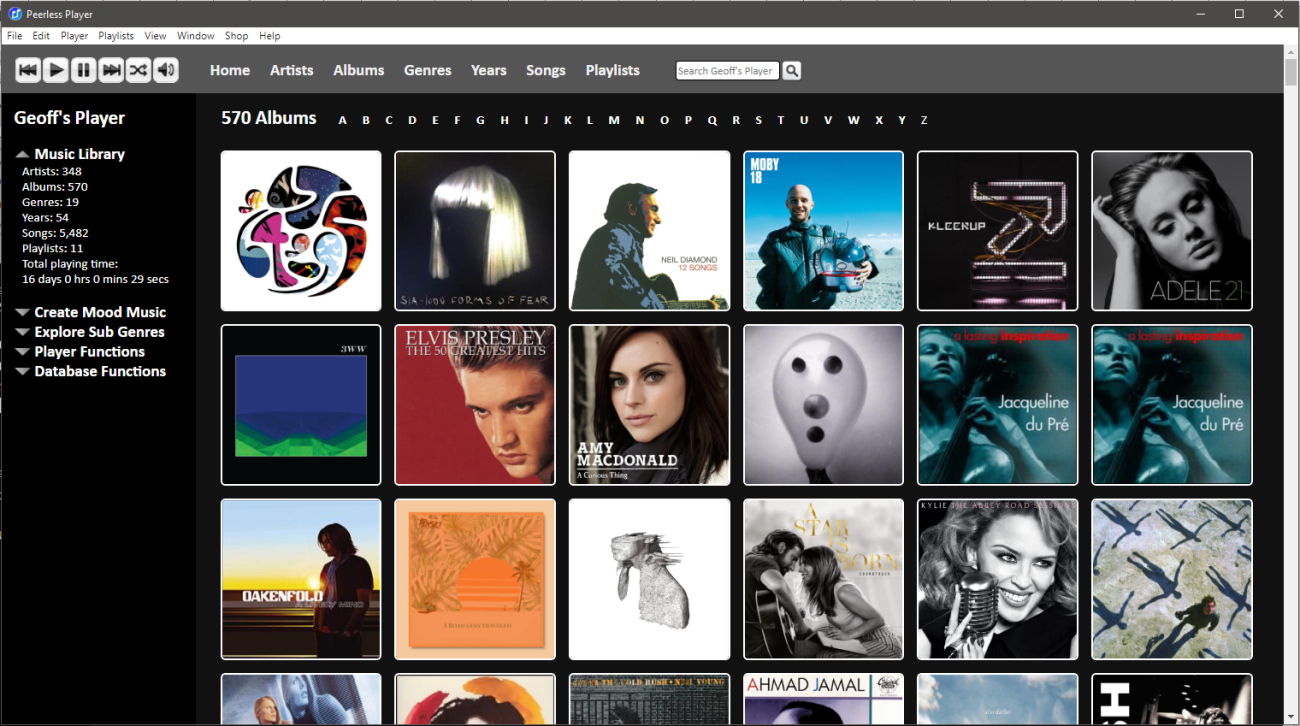 Peerless Player
File Edit Player Playlists View Window Shop Help
Home Artists Albums Genres Years Songs Playlists Search Geoff's Player
Geoff's Player
Music Library
Artists: 348
Albums: 570
Genres: 19
Years: 54
Songs: 5,482
Playlists: 11
Total playing time:
16 days 0 hrs 0 mins 29 secs
Create Mood Music
Explore Sub Genres
Player Functions
Database Functions
570 Albums A B C D E F G H I J K L M N O P Q R S T U V W X Y Z
SIA - 1000 FORMS OF FEAR
NEIL DIAMOND
12 SONGS
MOBY
18
KLEERUP
ADELE 21
3WW
ELVIS PRESLEY
THE 50 GREATEST HITS
AMY
MACDONALD
A Curious Thing
a lasting inspiration
Jacqueline
du Pré
a lasting inspiration
Jacqueline
du Pré
OAKENFOLD
A LIVELY MIND
A ROAD LESS TRAVELED
A
STAR
IS
BORN
SOUNDTRACK
KYLIE THE ABBEY ROAD SESSIONS
GOLD RUSH • NEIL YOUNG
AHMAD JAMAL